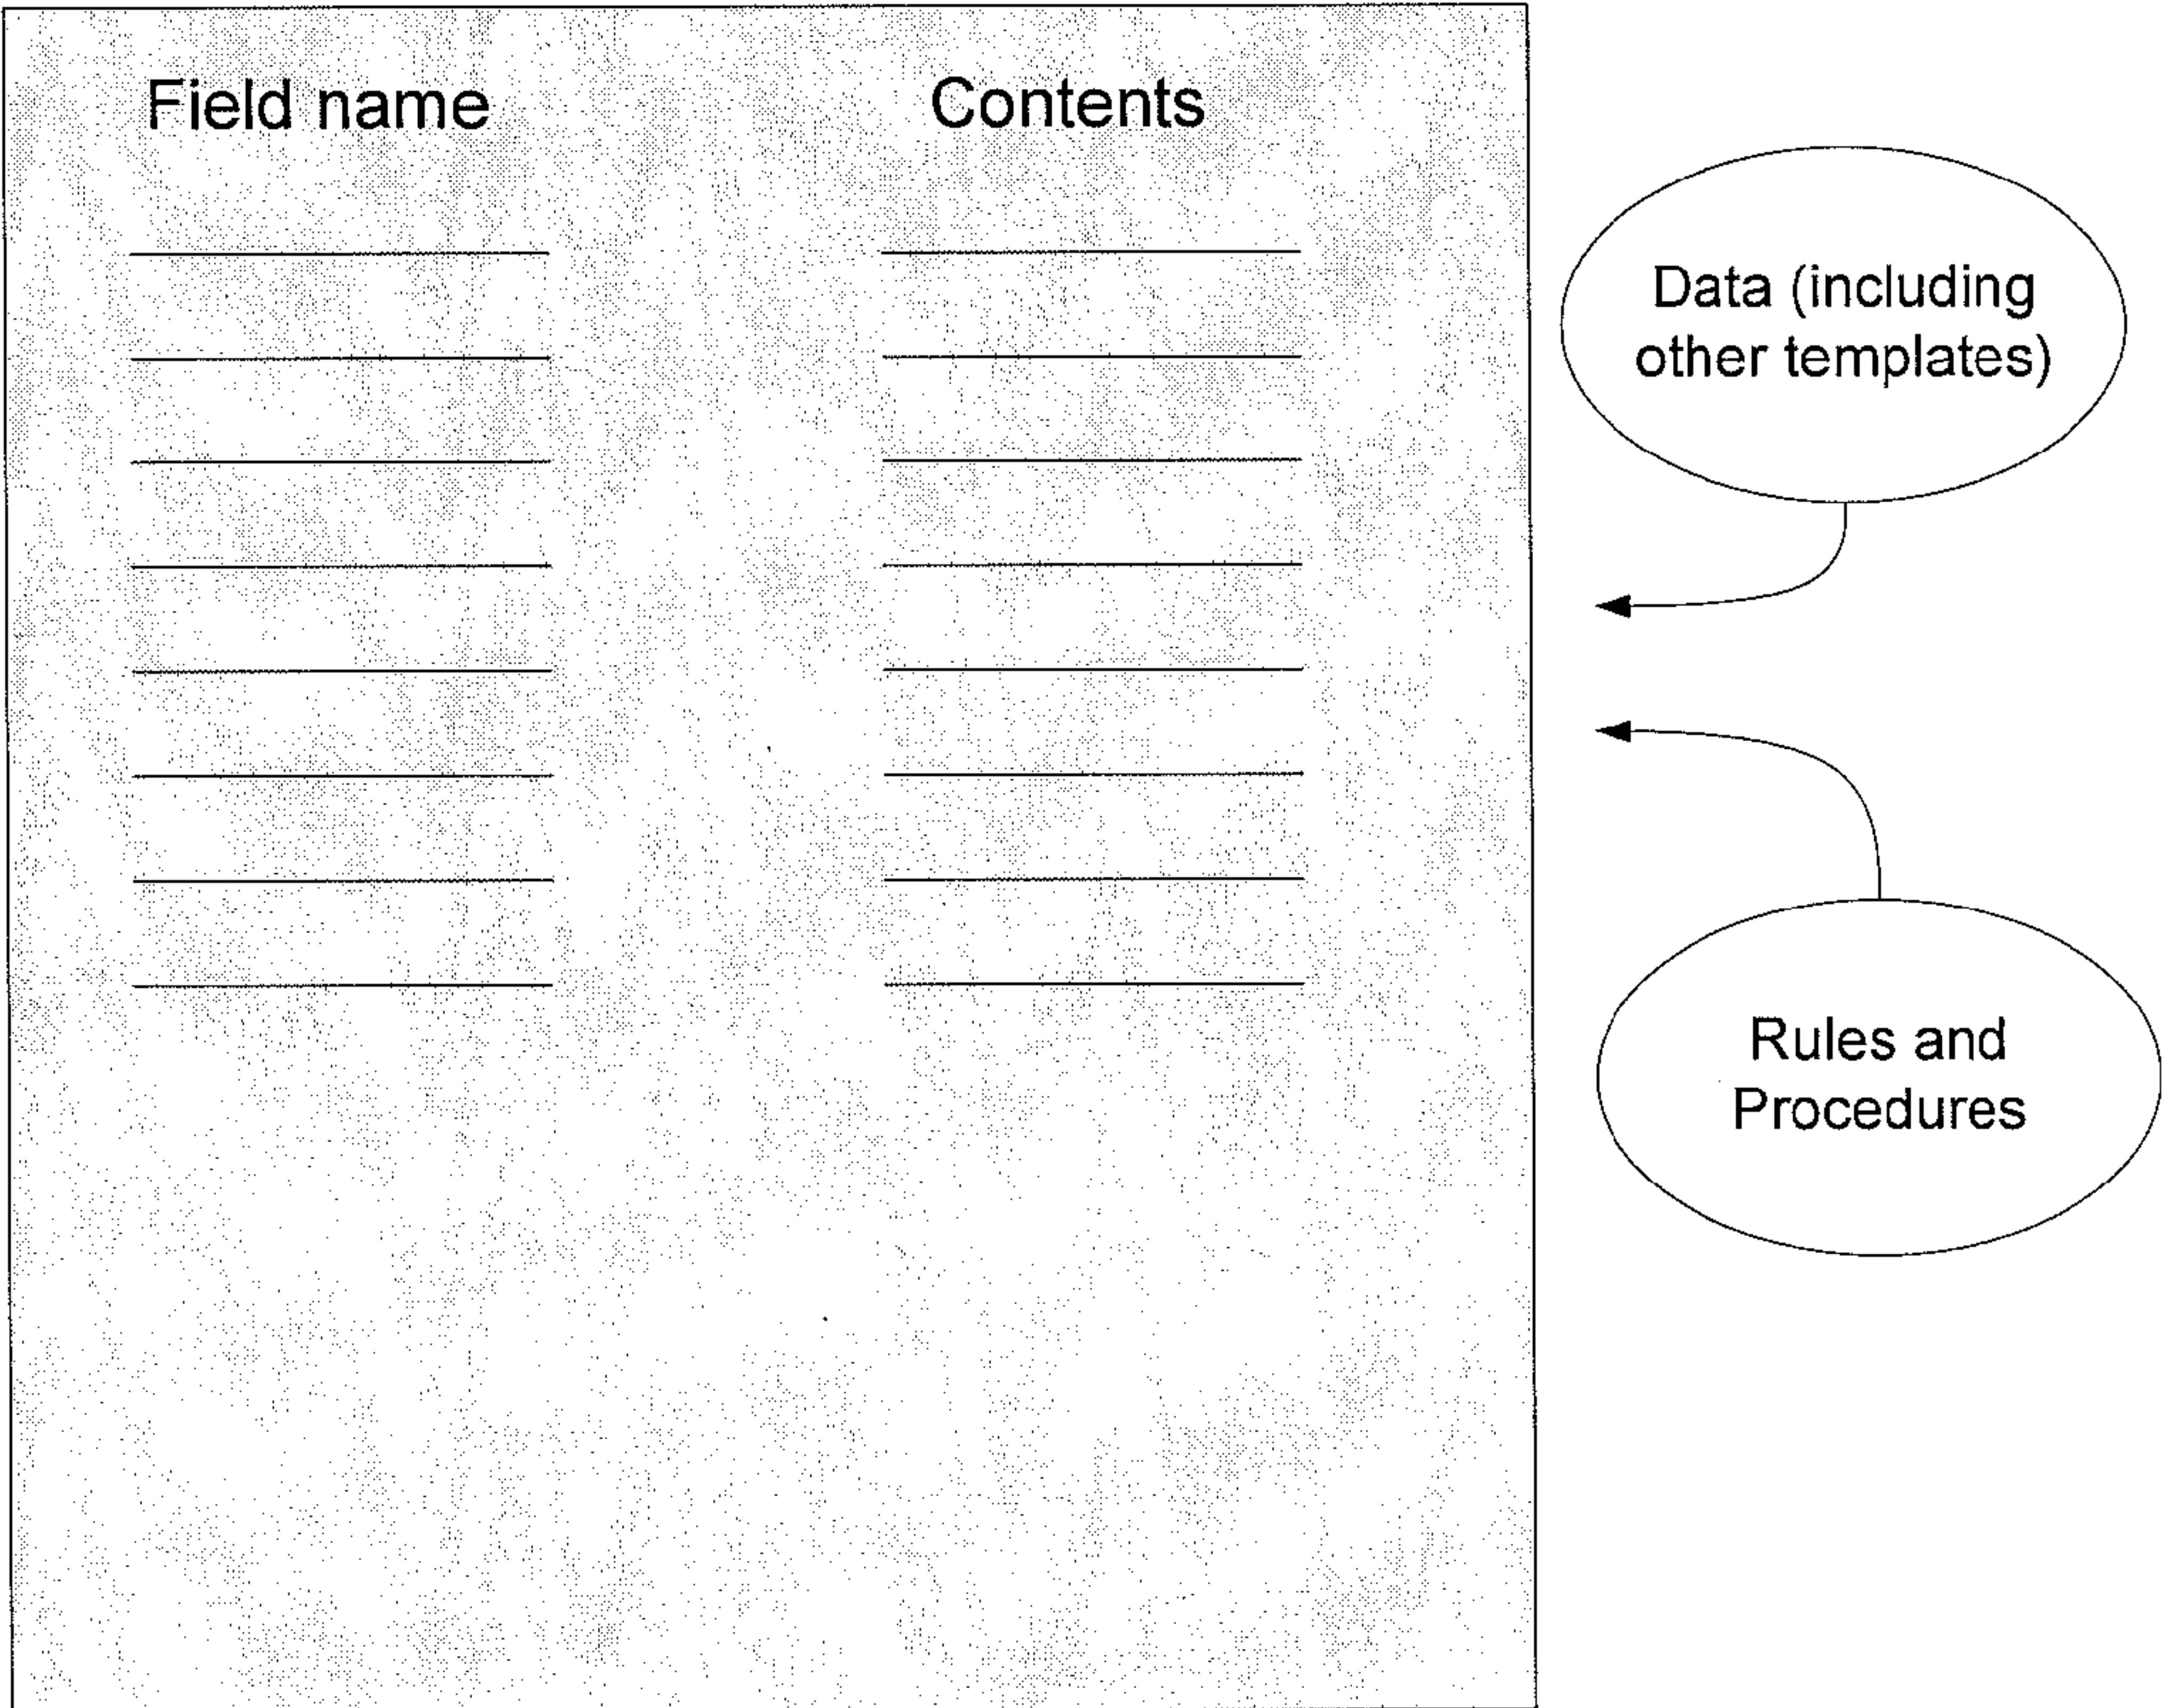 Field name
Contents
Data (including
other templates)
Rules and
Procedures